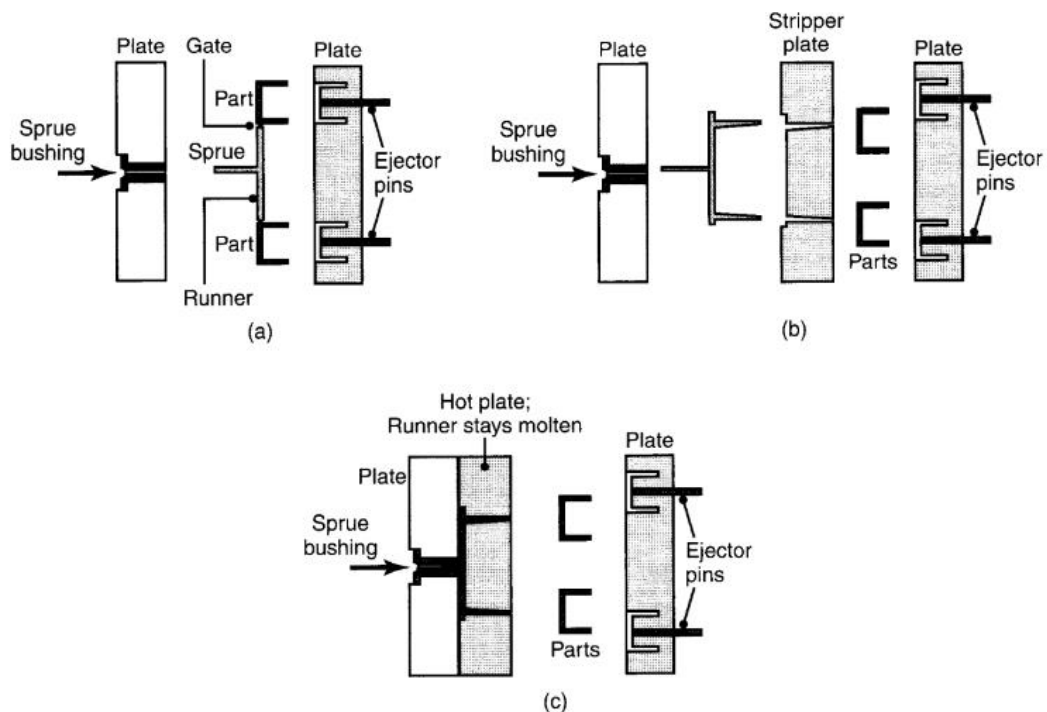 Plate
Gate
Plate
Part
Sprue
bushing
Sprue
Ejector
pins
Part
Runner
(a)
Plate
Stripper
plate
Plate
Sprue
bushing
Ejector
pins
Parts
(b)
Hot plate;
Runner stays molten
Plate
Plate
Sprue
bushing
Ejector
pins
Parts
(c)